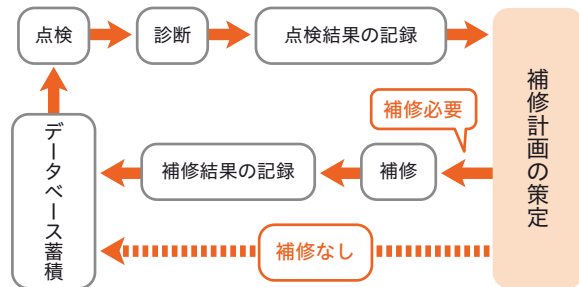 点検
診断
点検結果の記録
補修計画の策定
補修必要
補修
補修結果の記録
データベース蓄積
補修なし